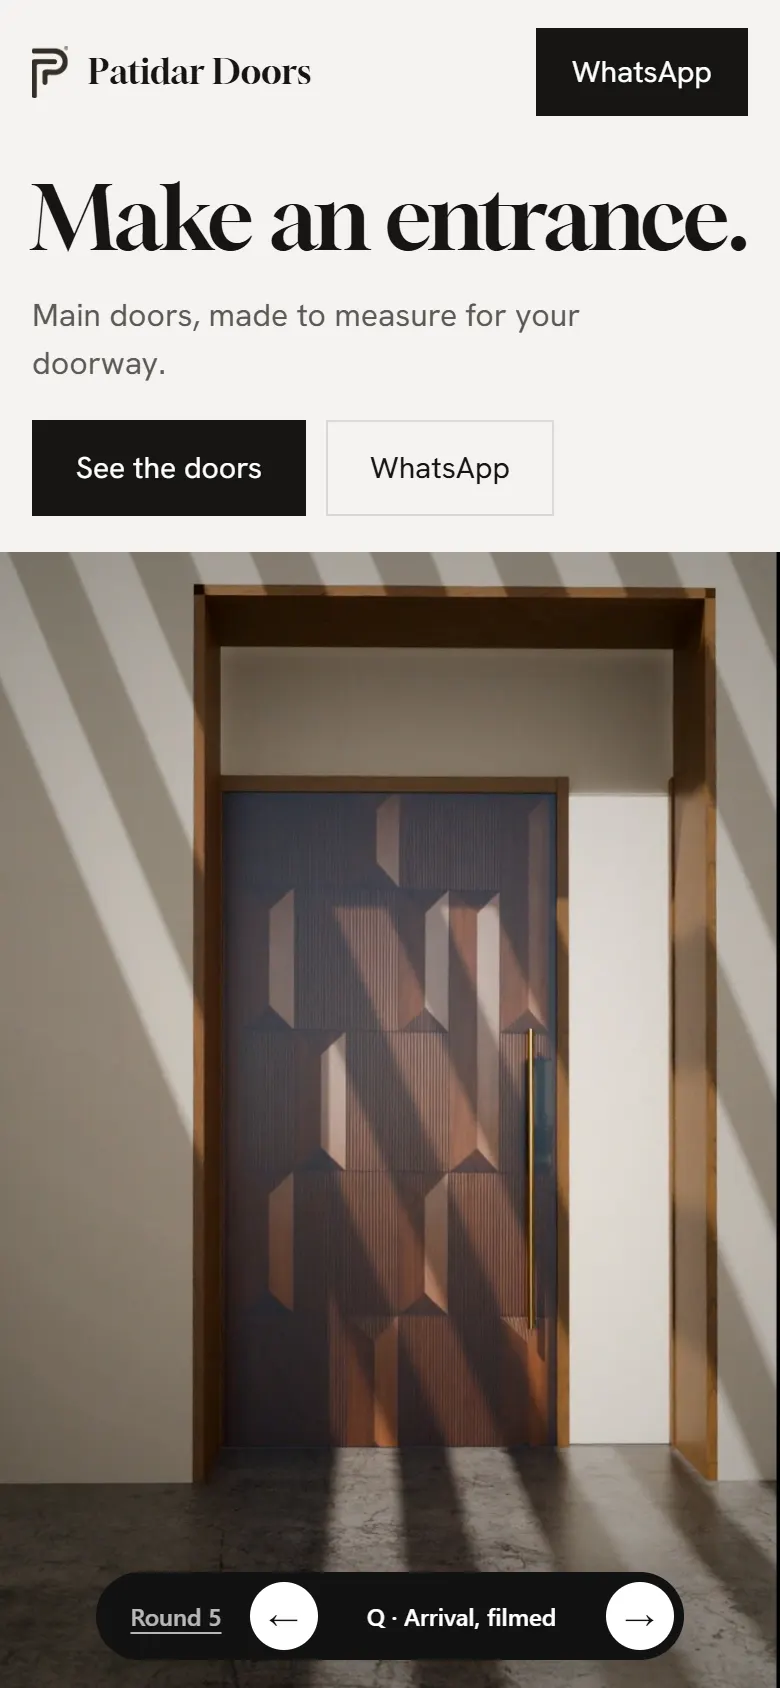 Patidar Doors
WhatsApp
Make an entrance.
Main doors, made to measure for your
doorway.
See the doors
WhatsApp
Round 5
←
Q · Arrival, filmed
→